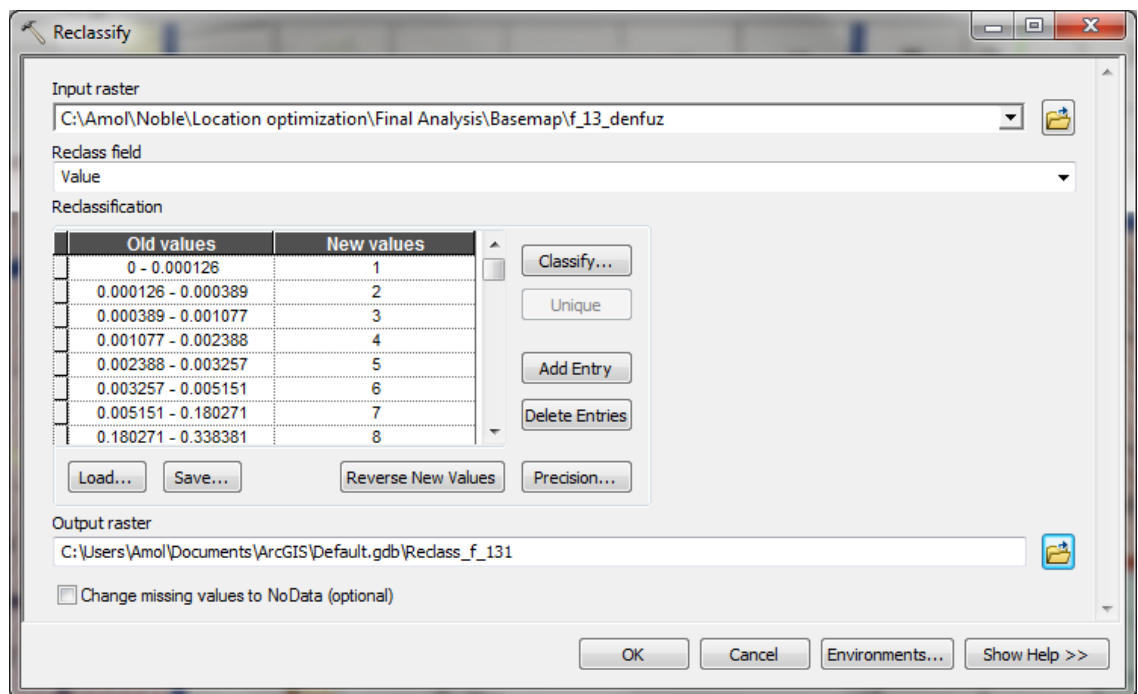 Reclassify
Input raster
C:\Amol\Noble\Location optimization\Final Analysis\Basemap\f_13_denfuz
Reclass field
Value
Reclassification
Old values New values
0 - 0.000126 1
0.000126 - 0.000389 2
0.000389 - 0.001077 3
0.001077 - 0.002388 4
0.002388 - 0.003257 5
0.003257 - 0.005151 6
0.005151 - 0.180271 7
0.180271 - 0.338381 8
Classify...
Unique
Add Entry
Delete Entries
Load... Save... Reverse New Values Precision...
Output raster
C:\Users\Amol\Documents\ArcGIS\Default.gdb\Reclass_f_131
Change missing values to NoData (optional)
OK Cancel Environments... Show Help >>